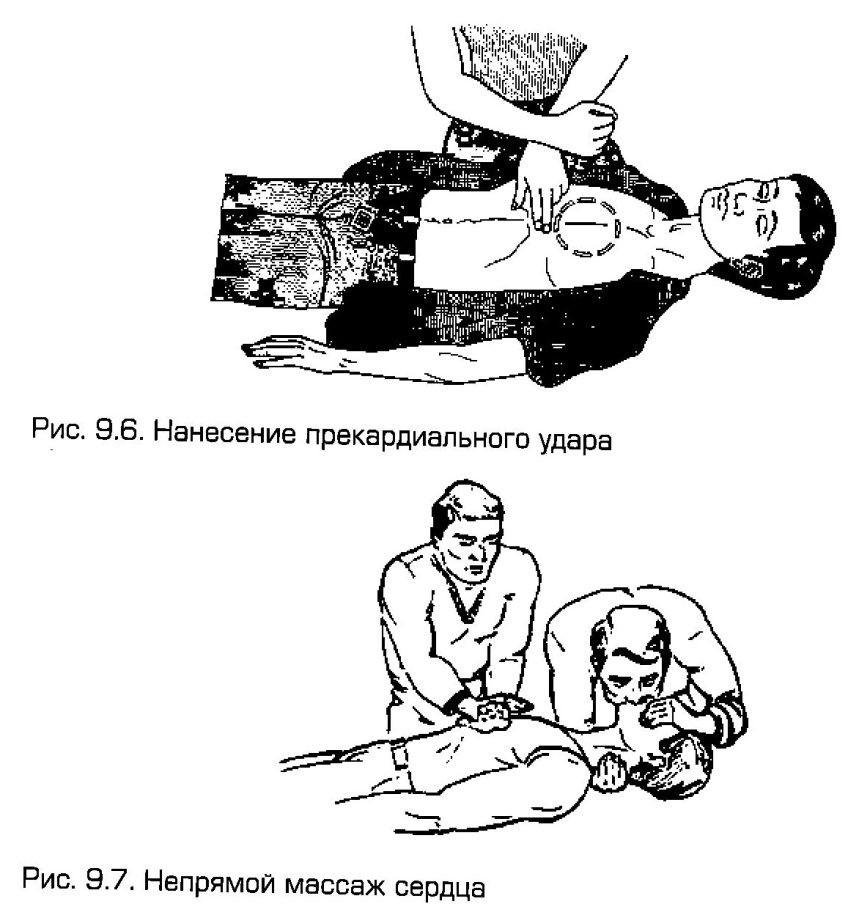 Рис. 9.6. Нанесение прекардиального удара
Рис. 9.7. Непрямой массаж сердца